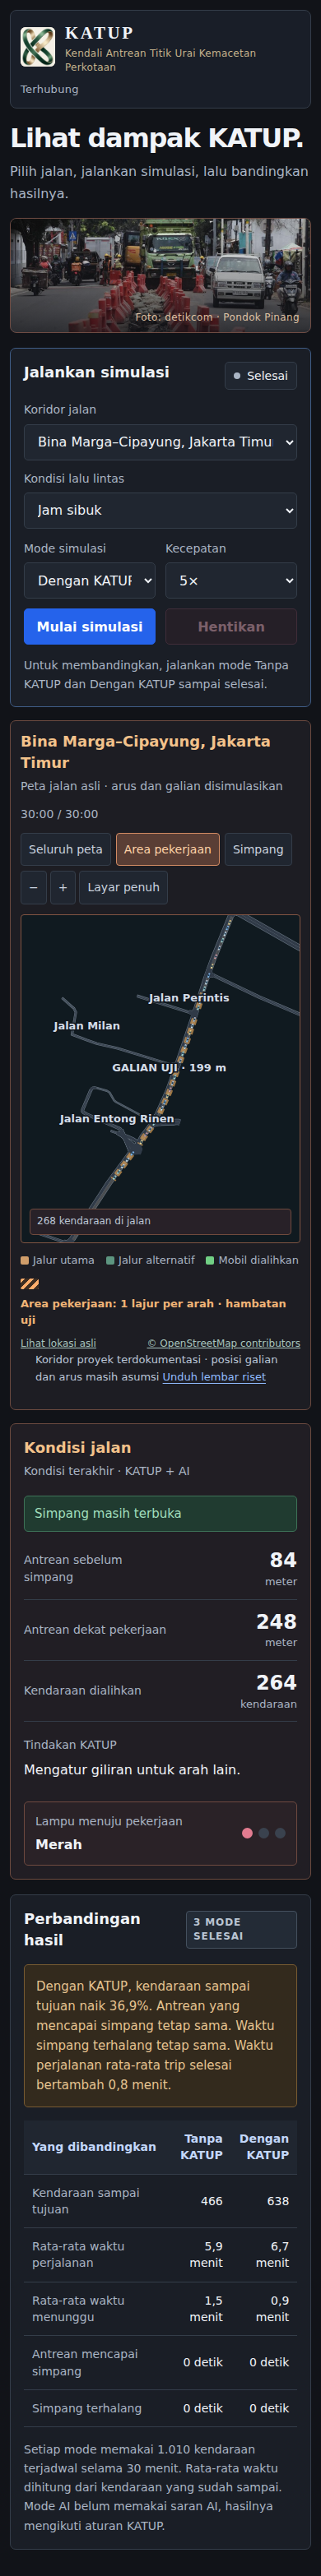 KATUP
Kendali Antrean Titik Urai Kemacetan
Perkotaan
Terhubung
Lihat dampak KATUP.
Pilih jalan, jalankan simulasi, lalu bandingkan
hasilnya.
Foto: detikcom · Pondok Pinang
Jalankan simulasi
Selesai
Koridor jalan
Bina Marga–Cipayung, Jakarta Timur
Kondisi lalu lintas
Jam sibuk
Mode simulasi
Kecepatan
Dengan KATUP
5×
Mulai simulasi
Hentikan
Untuk membandingkan, jalankan mode Tanpa
KATUP dan Dengan KATUP sampai selesai.
Bina Marga–Cipayung, Jakarta
Timur
Peta jalan asli · arus dan galian disimulasikan
30:00 / 30:00
Seluruh peta
Area pekerjaan
Simpang
−
+
Layar penuh
Jalan Perintis
Jalan Milan
GALIAN UJI · 199 m
Jalan Entong Rinen
268 kendaraan di jalan
Jalur utama
Jalur alternatif
Mobil dialihkan
Area pekerjaan: 1 lajur per arah · hambatan
uji
Lihat lokasi asli
© OpenStreetMap contributors
Koridor proyek terdokumentasi · posisi galian
dan arus masih asumsi Unduh lembar riset
Kondisi jalan
Kondisi terakhir · KATUP + AI
Simpang masih terbuka
Antrean sebelum
simpang
84
meter
Antrean dekat pekerjaan
248
meter
Kendaraan dialihkan
264
kendaraan
Tindakan KATUP
Mengatur giliran untuk arah lain.
Lampu menuju pekerjaan
Merah
Perbandingan
hasil
3 MODE
SELESAI
Dengan KATUP, kendaraan sampai
tujuan naik 36,9%. Antrean yang
mencapai simpang tetap sama. Waktu
simpang terhalang tetap sama. Waktu
perjalanan rata-rata trip selesai
bertambah 0,8 menit.
Yang dibandingkan
Tanpa
KATUP
Dengan
KATUP
Kendaraan sampai
tujuan
466
638
Rata-rata waktu
perjalanan
5,9
menit
6,7
menit
Rata-rata waktu
menunggu
1,5
menit
0,9
menit
Antrean mencapai
simpang
0 detik
0 detik
Simpang terhalang
0 detik
0 detik
Setiap mode memakai 1.010 kendaraan
terjadwal selama 30 menit. Rata-rata waktu
dihitung dari kendaraan yang sudah sampai.
Mode AI belum memakai saran AI, hasilnya
mengikuti aturan KATUP.